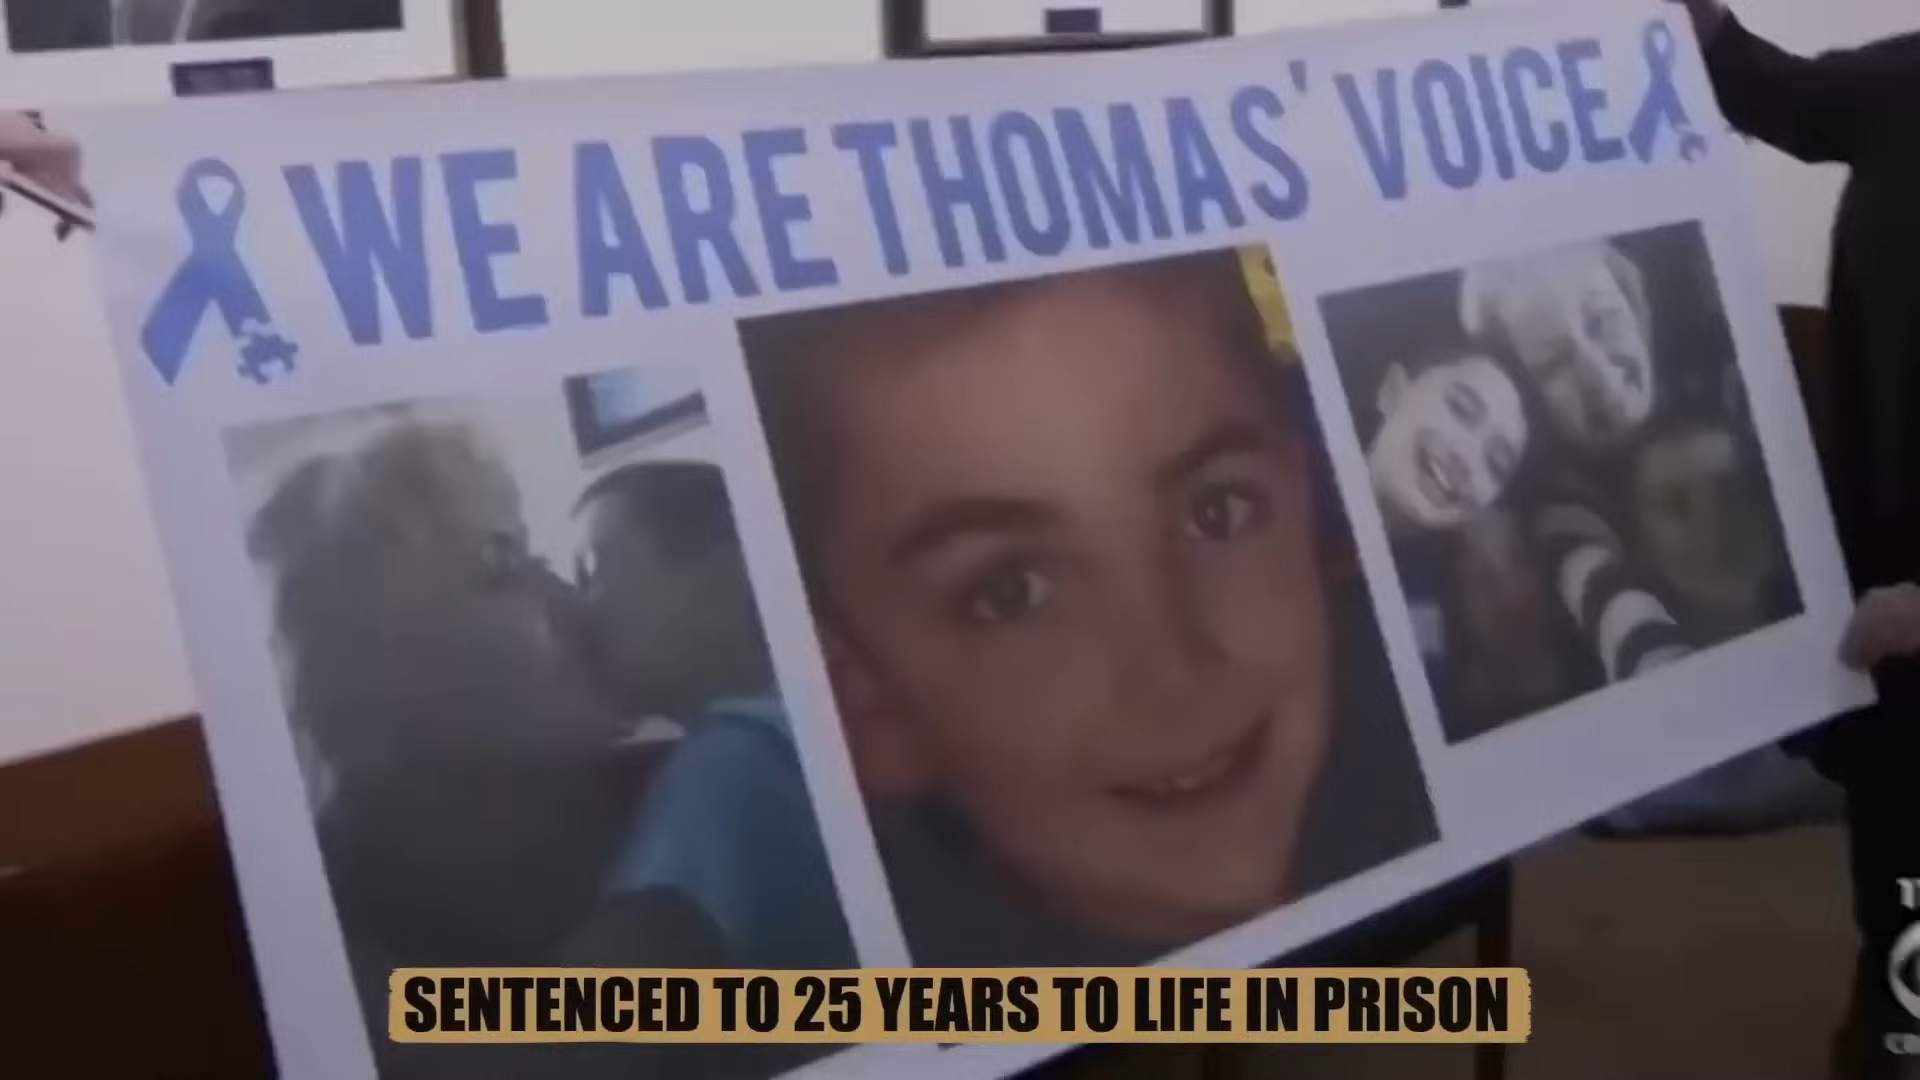 WE ARE THOMAS' VOICE
SENTENCED TO 25 YEARS TO LIFE IN PRISON